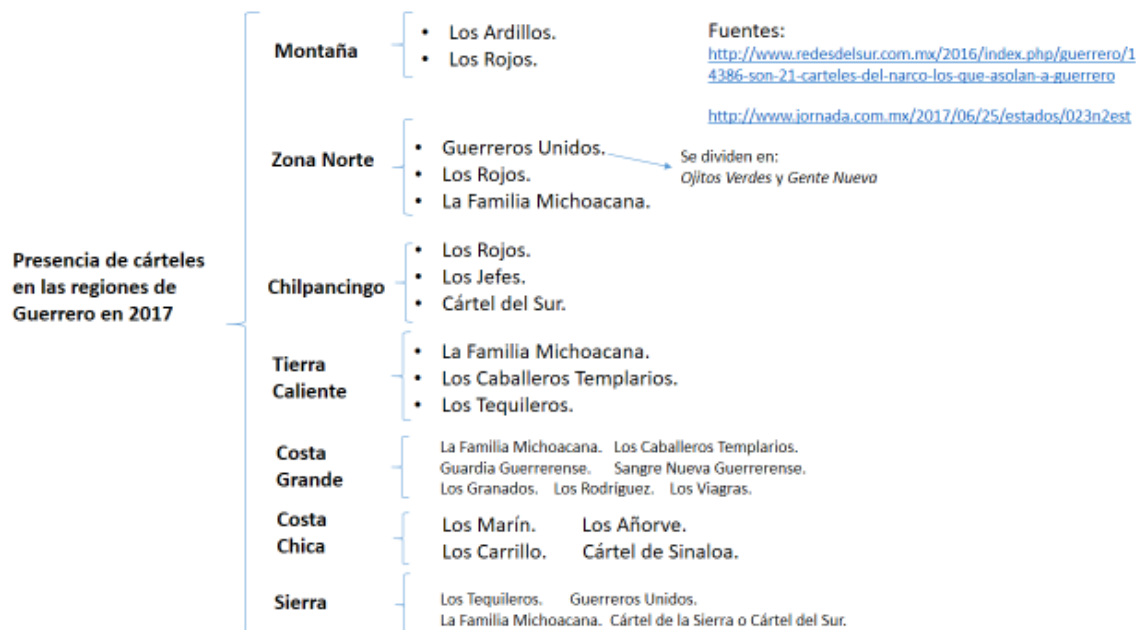 Presencia de cárteles
en las regiones de
Guerrero en 2017
Montaña
• Los Ardillos.
• Los Rojos.
Fuentes:
http://www.redesdelsur.com.mx/2016/index.php/guerrero/1
4386-son-21-carteles-del-narco-los-que-asolan-a-guerrero
http://www.jornada.com.mx/2017/06/25/estados/023n2est
Zona Norte
• Guerreros Unidos.
• Los Rojos.
• La Familia Michoacana.
Se dividen en:
Ojitos Verdes y Gente Nueva
Chilpancingo
• Los Rojos.
• Los Jefes.
• Cártel del Sur.
Tierra
Caliente
• La Familia Michoacana.
• Los Caballeros Templarios.
• Los Tequileros.
Costa
Grande
La Familia Michoacana. Los Caballeros Templarios.
Guardia Guerrerense. Sangre Nueva Guerrerense.
Los Granados. Los Rodríguez. Los Viagras.
Costa
Chica
Los Marín. Los Añorve.
Los Carrillo. Cártel de Sinaloa.
Sierra
Los Tequileros. Guerreros Unidos.
La Familia Michoacana. Cártel de la Sierra o Cártel del Sur.